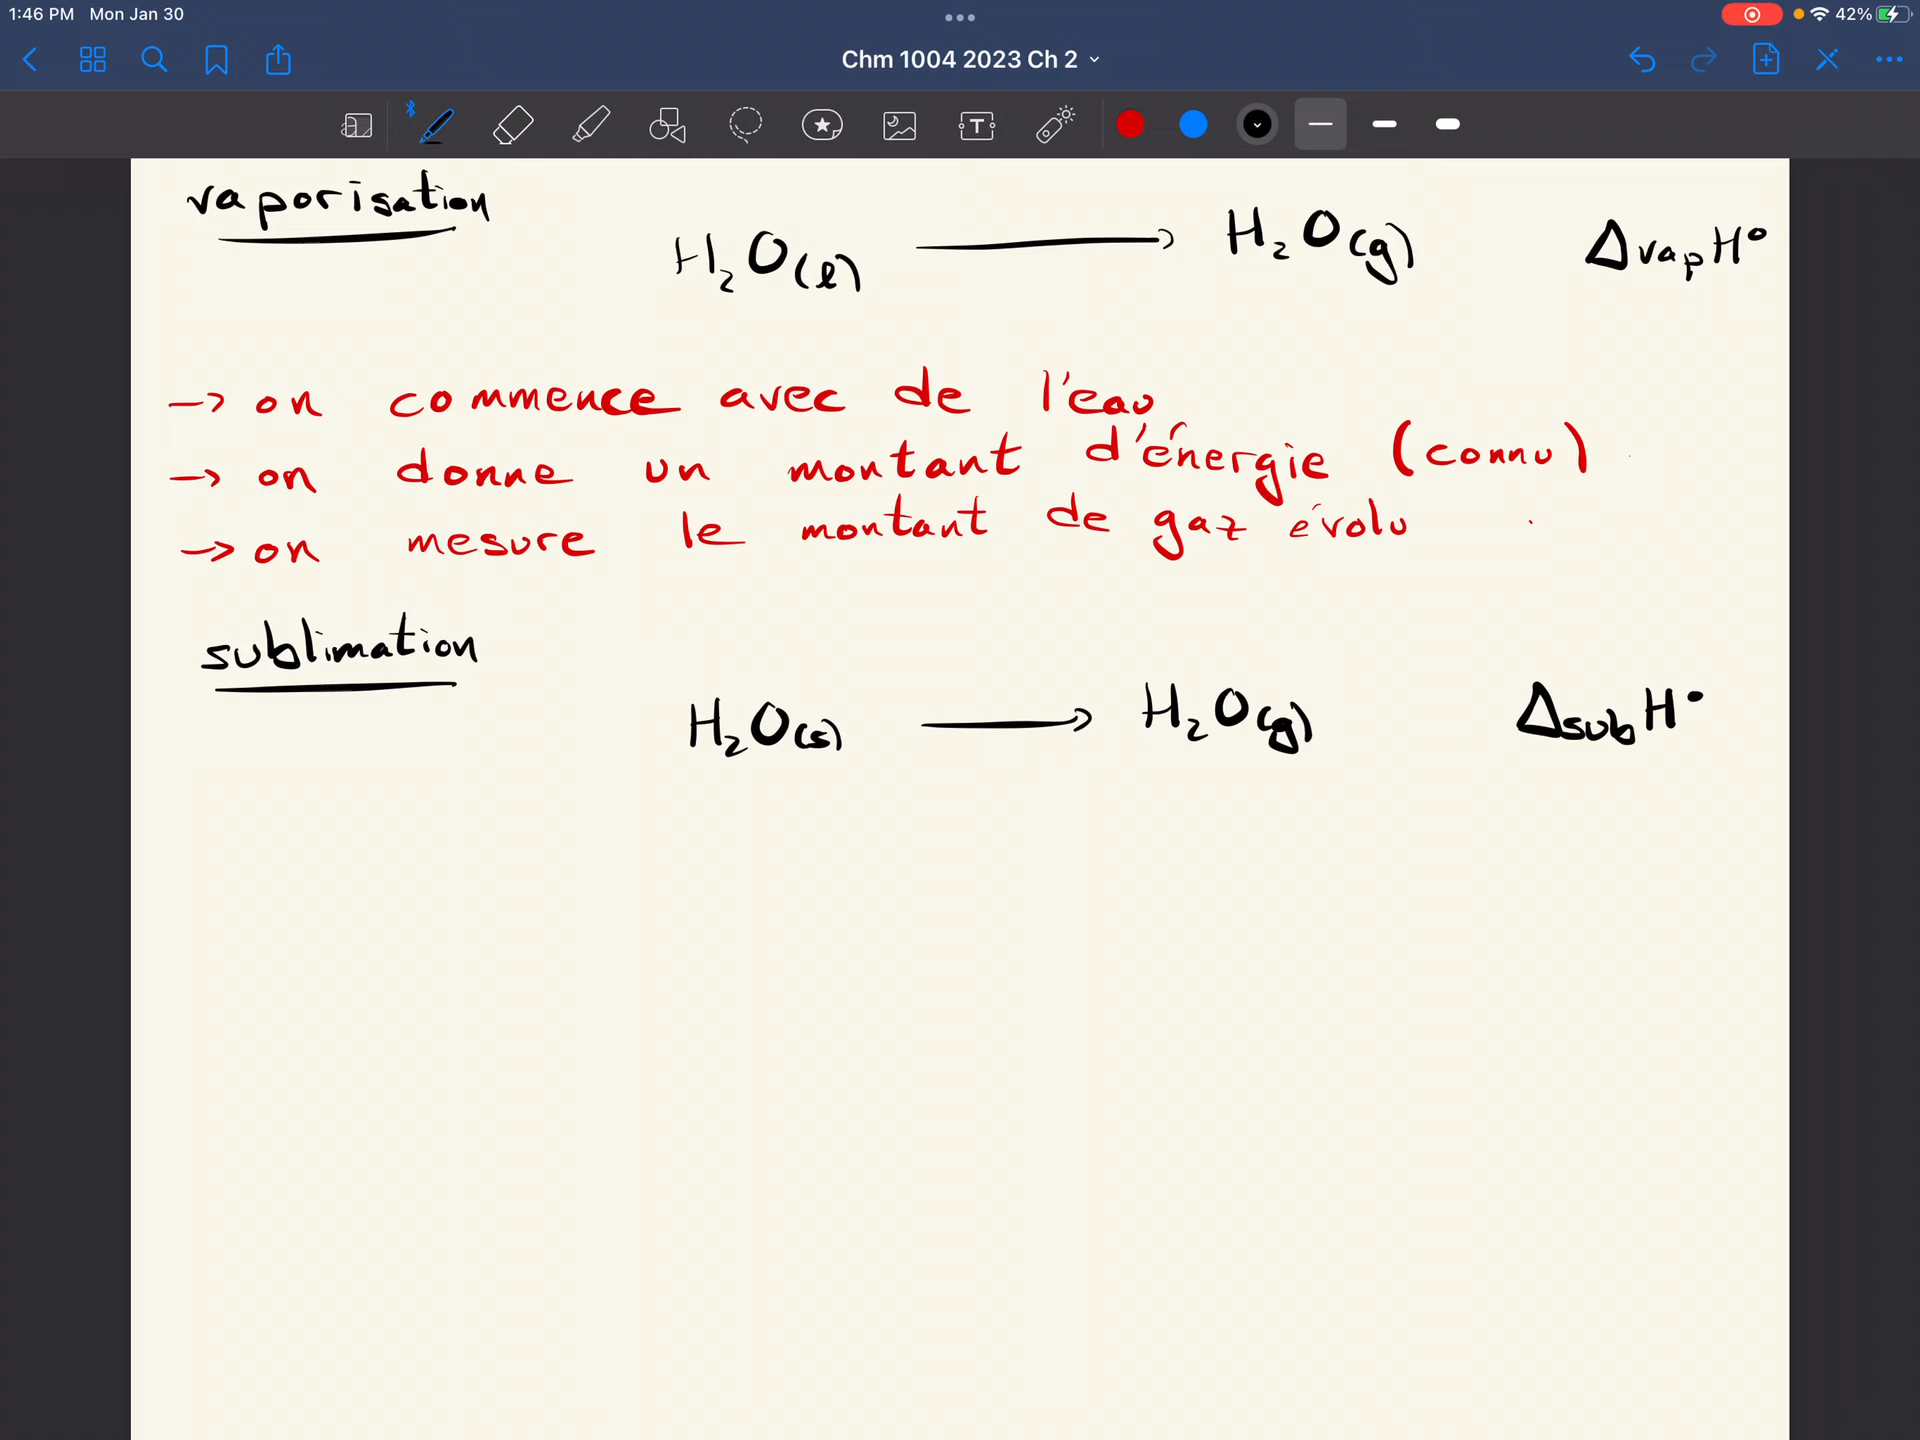 1:46 PM Mon Jan 30
42%
Chm 1004 2023 Ch 2
vaporisation
H₂O(l) ⟶ H₂O(g) ΔvapH°
→ on commence avec de l'eau
→ on donne un montant d'énergie (connu)
→ on mesure le montant de gaz évolu
sublimation
H₂O(s) ⟶ H₂O(g) ΔsubH°